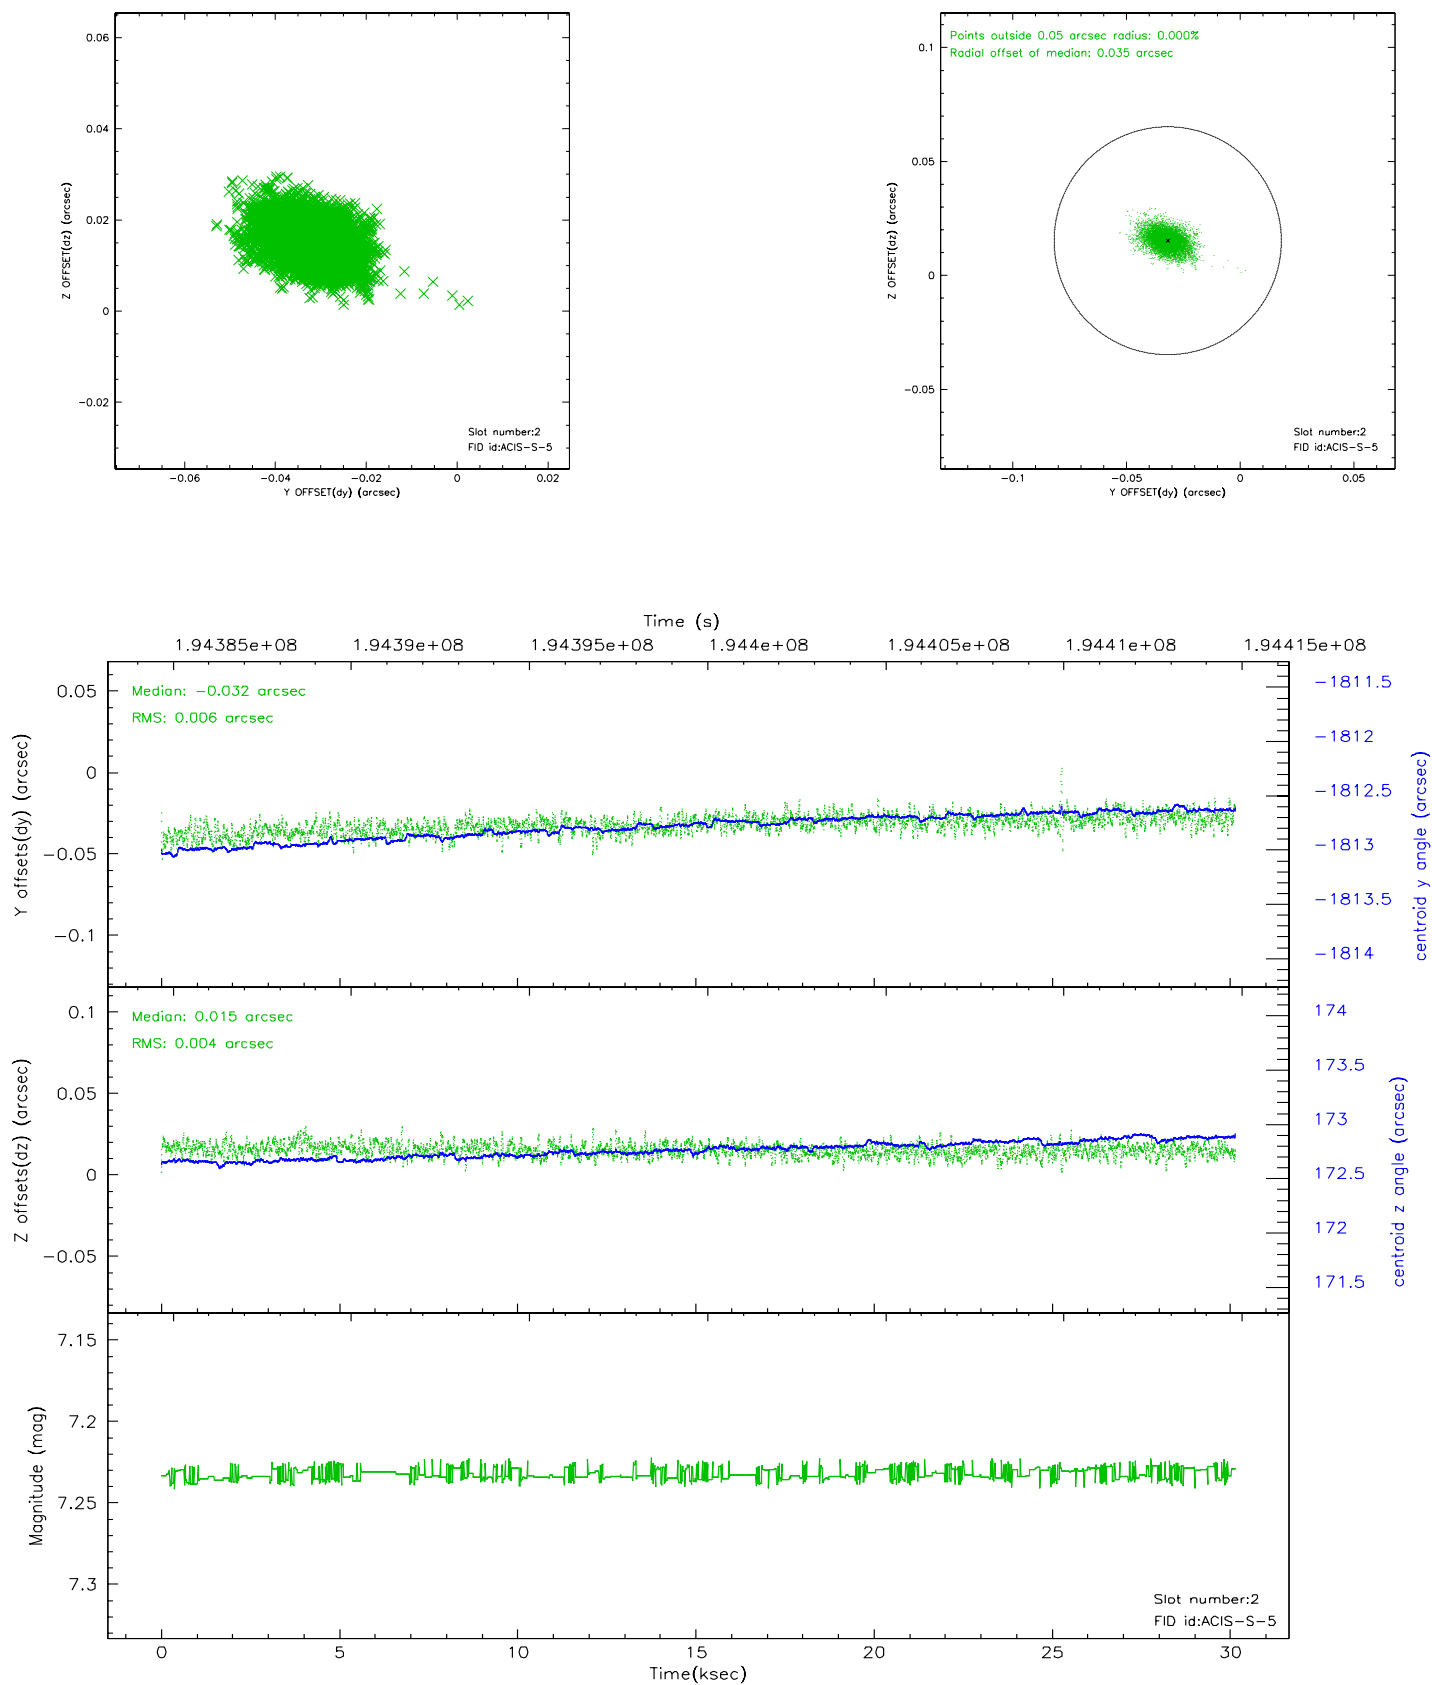 0.06
0.04
0.02
0
-0.02
Z OFFSET(dz) (arcsec)
Slot number:2
FID id:ACIS-S-5
-0.06
-0.04
-0.02
0
0.02
Y OFFSET(dy) (arcsec)
Points outside 0.05 arcsec radius: 0.000%
Radial offset of median: 0.035 arcsec
0.1
0.05
0
-0.05
Z OFFSET(dz) (arcsec)
Slot number:2
FID id:ACIS-S-5
-0.1
-0.05
0
0.05
Y OFFSET(dy) (arcsec)
Time (s)
1.94385e+08
1.9439e+08
1.94395e+08
1.944e+08
1.94405e+08
1.9441e+08
1.94415e+08
Median: -0.032 arcsec
RMS: 0.006 arcsec
0.05
0
-0.05
-0.1
Y offsets(dy) (arcsec)
-1811.5
-1812
-1812.5
-1813
-1813.5
-1814
centroid y angle (arcsec)
Median: 0.015 arcsec
RMS: 0.004 arcsec
0.1
0.05
0
-0.05
Z offsets(dz) (arcsec)
174
173.5
173
172.5
172
171.5
centroid z angle (arcsec)
7.15
7.2
7.25
7.3
Magnitude (mag)
Slot number:2
FID id:ACIS-S-5
0
5
10
15
20
25
30
Time(ksec)